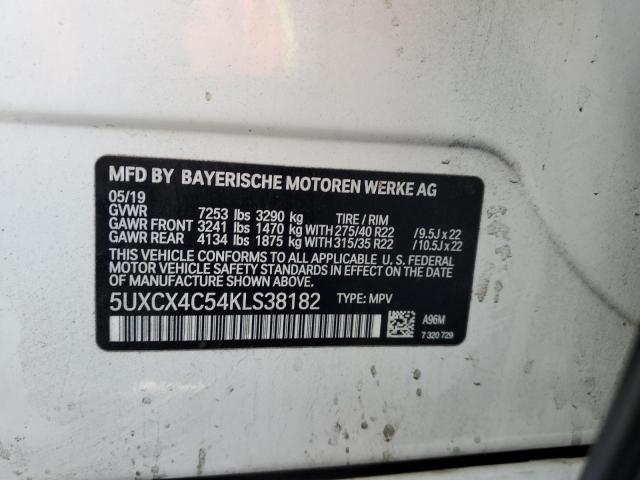 MFD BY BAYERISCHE MOTOREN WERKE AG
05/19
GVWR 7253 lbs 3290 kg TIRE / RIM
GAWR FRONT 3241 lbs 1470 kg WITH 275/40 R22 /9.5J x 22
GAWR REAR 4134 lbs 1875 kg WITH 315/35 R22 /10.5J x 22
THIS VEHICLE CONFORMS TO ALL APPLICABLE U. S. FEDERAL
MOTOR VEHICLE SAFETY STANDARDS IN EFFECT ON THE
DATE OF MANUFACTURE SHOWN ABOVE.
5UXCX4C54KLS38182 TYPE: MPV
A96M
7 320 729